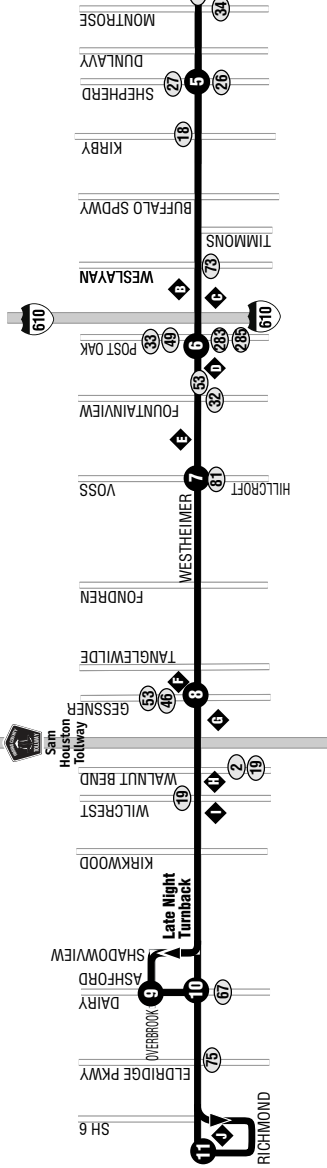 MONTROSE
34
DUNLAVY
SHEPHERD
27
5
26
KIRBY
18
BUFFALO SPDWY
TIMMONS
WESLAYAN
73
B
C
610
610
POST OAK
33
49
6
283
285
D
53
FOUNTAINVIEW
32
E
VOSS
7
81
HILLCROFT
WESTHEIMER
FONDREN
TANGLEWILDE
F
GESSNER
53
46
8
G
Sam
Houston
Tollway
WALNUT BEND
H
2
19
WILCREST
19
I
KIRKWOOD
Late Night
Turnback
SHADOWVIEW
DAIRY
ASHFORD
9
OVERBROOK
10
67
ELDRIDGE PKWY
75
SH 6
J
11
RICHMOND